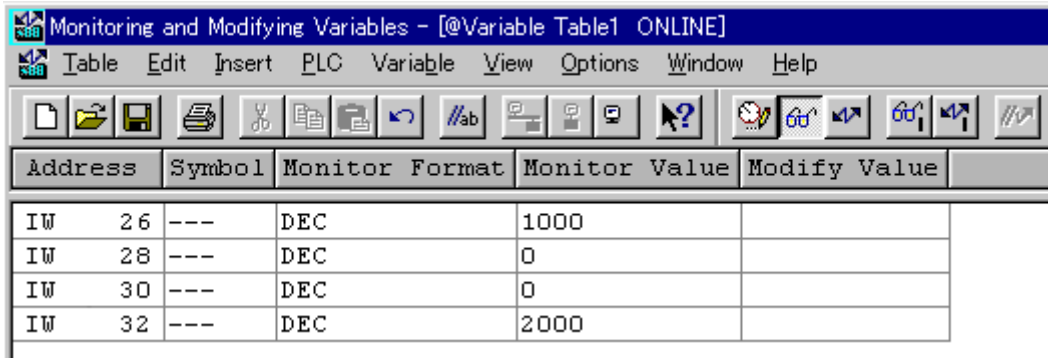 Monitoring and Modifying Variables - [@Variable Table1 ONLINE]
Table Edit Insert PLC Variable View Options Window Help
//ab
Address Symbol Monitor Format Monitor Value Modify Value
IW 26 --- DEC 1000
IW 28 --- DEC 0
IW 30 --- DEC 0
IW 32 --- DEC 2000